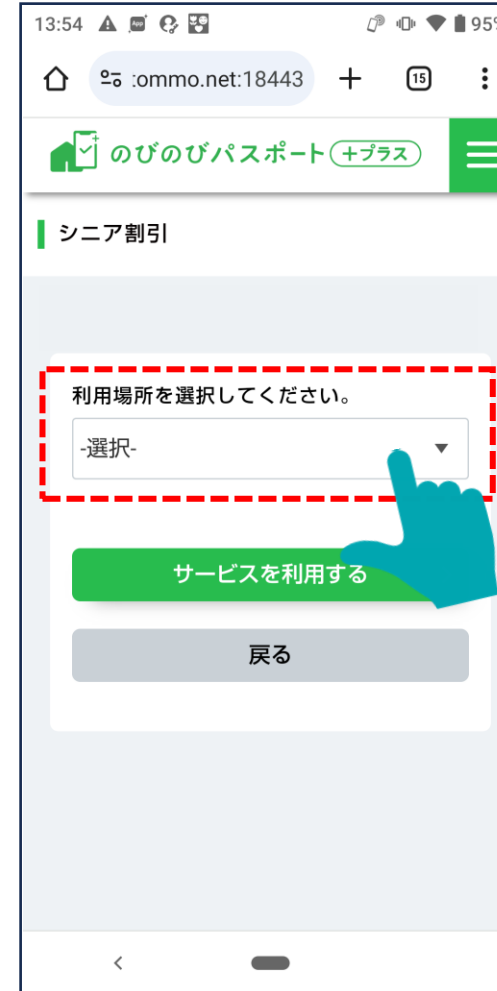 13:54 95%
:ommo.net:18443 15
のびのびパスポート +プラス
シニア割引
利用場所を選択してください。
-選択-
サービスを利用する
戻る